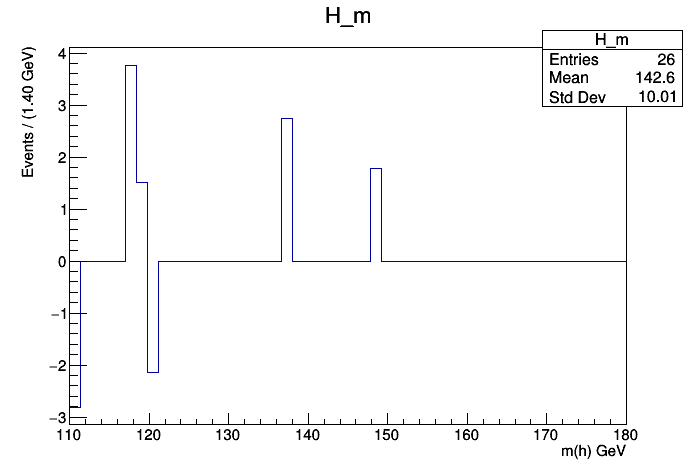 H_m
H_m
Entries 26
Mean 142.6
Std Dev 10.01
Events / (1.40 GeV)
4
3
2
1
0
−1
−2
−3
110 120 130 140 150 160 170 180
m(h) GeV